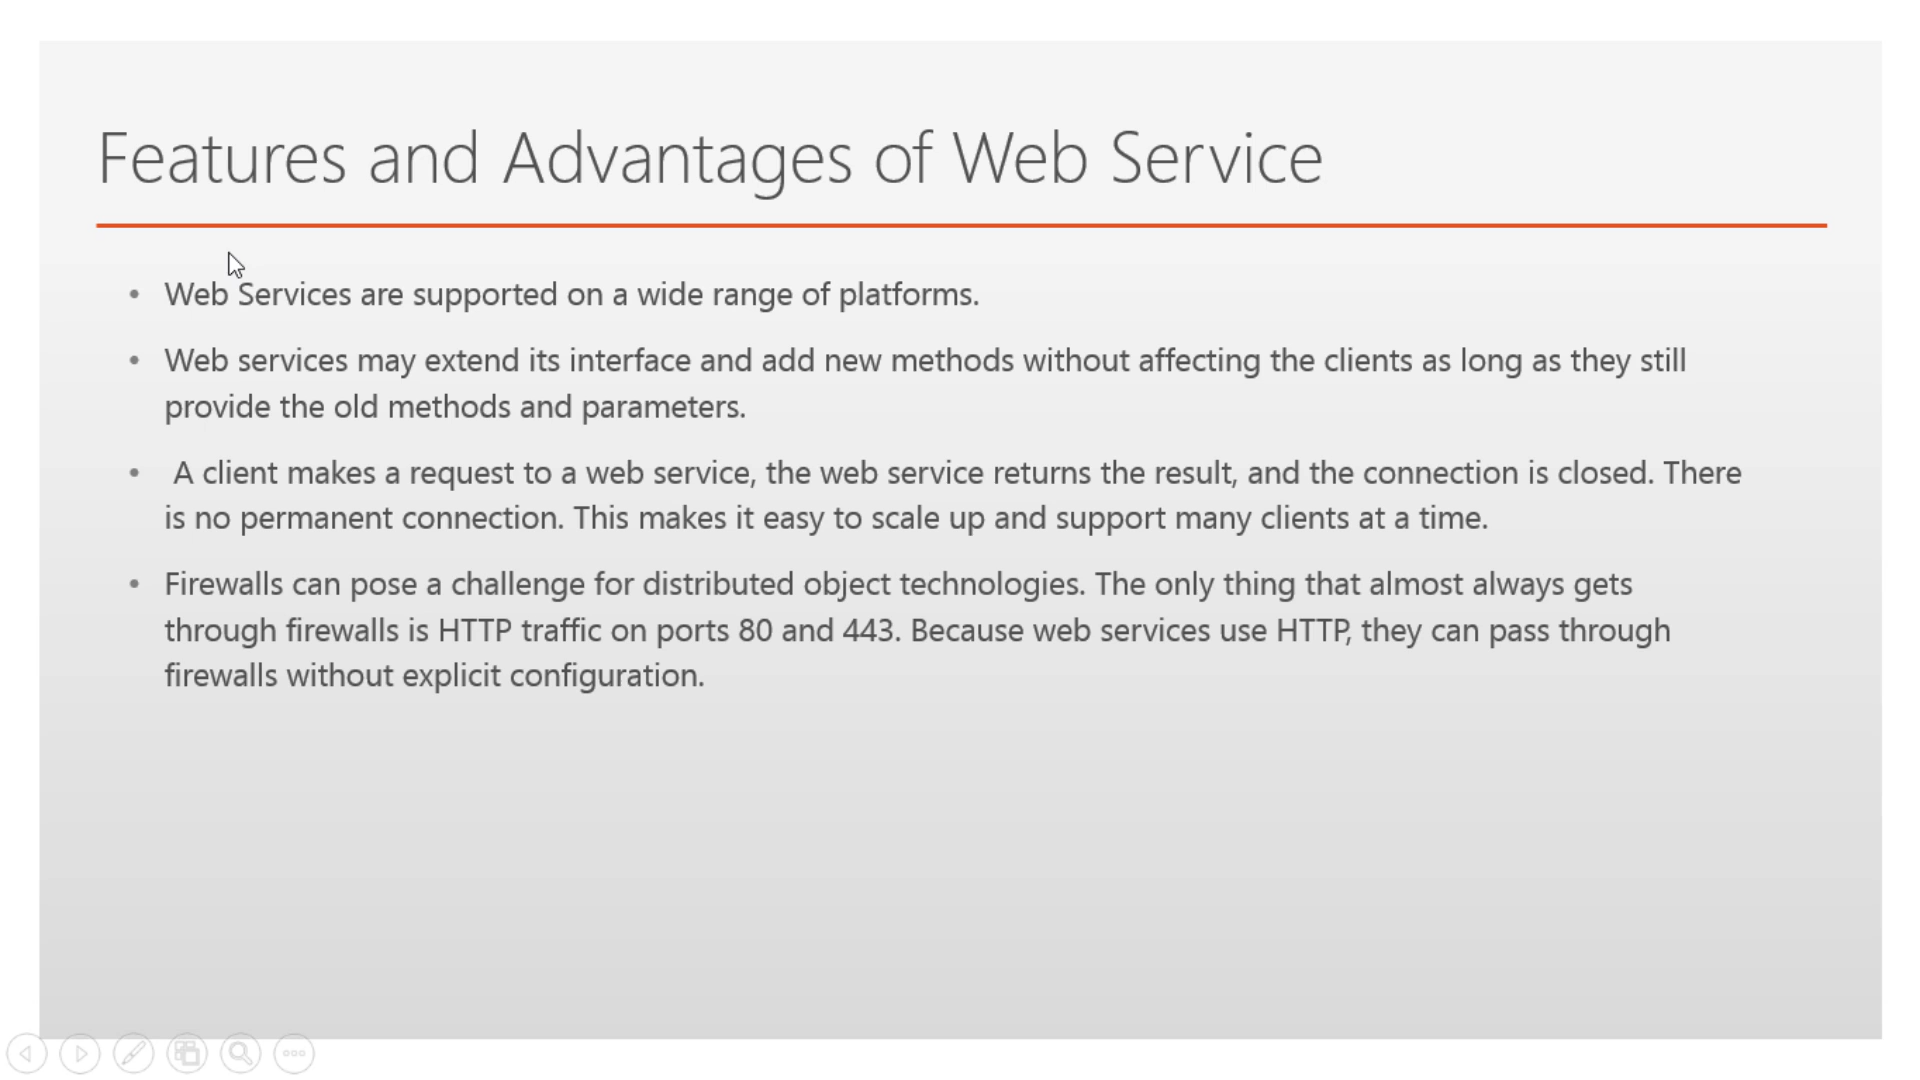 Features and Advantages of Web Service
• Web Services are supported on a wide range of platforms.
• Web services may extend its interface and add new methods without affecting the clients as long as they still
provide the old methods and parameters.
• A client makes a request to a web service, the web service returns the result, and the connection is closed. There
is no permanent connection. This makes it easy to scale up and support many clients at a time.
• Firewalls can pose a challenge for distributed object technologies. The only thing that almost always gets
through firewalls is HTTP traffic on ports 80 and 443. Because web services use HTTP, they can pass through
firewalls without explicit configuration.